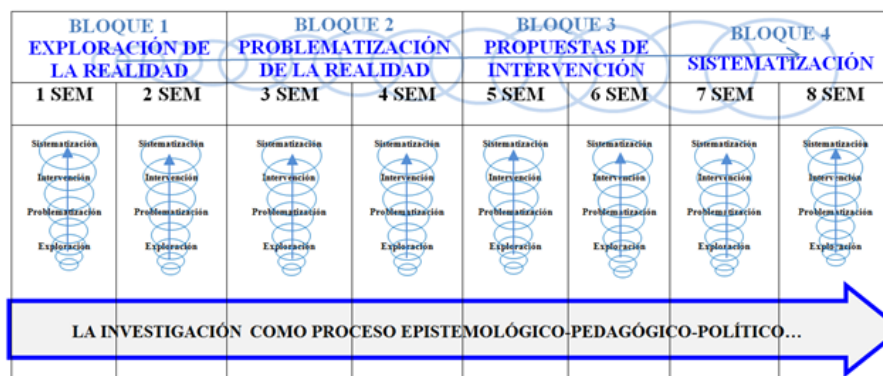 BLOQUE 1
EXPLORACIÓN DE
LA REALIDAD
BLOQUE 2
PROBLEMATIZACIÓN
DE LA REALIDAD
BLOQUE 3
PROPUESTAS DE
INTERVENCIÓN
BLOQUE 4
SISTEMATIZACIÓN
1 SEM
2 SEM
3 SEM
4 SEM
5 SEM
6 SEM
7 SEM
8 SEM
Sistematización
Intervención
Problematización
Exploración
Sistematización
Intervención
Problematización
Exploración
Sistematización
Intervención
Problematización
Exploración
Sistematización
Intervención
Problematización
Exploración
Sistematización
Intervención
Problematización
Exploración
Sistematización
Intervención
Problematización
Exploración
Sistematización
Intervención
Problematización
Exploración
Sistematización
Intervención
Problematización
Exploración
LA INVESTIGACIÓN COMO PROCESO EPISTEMOLÓGICO-PEDAGÓGICO-POLÍTICO…